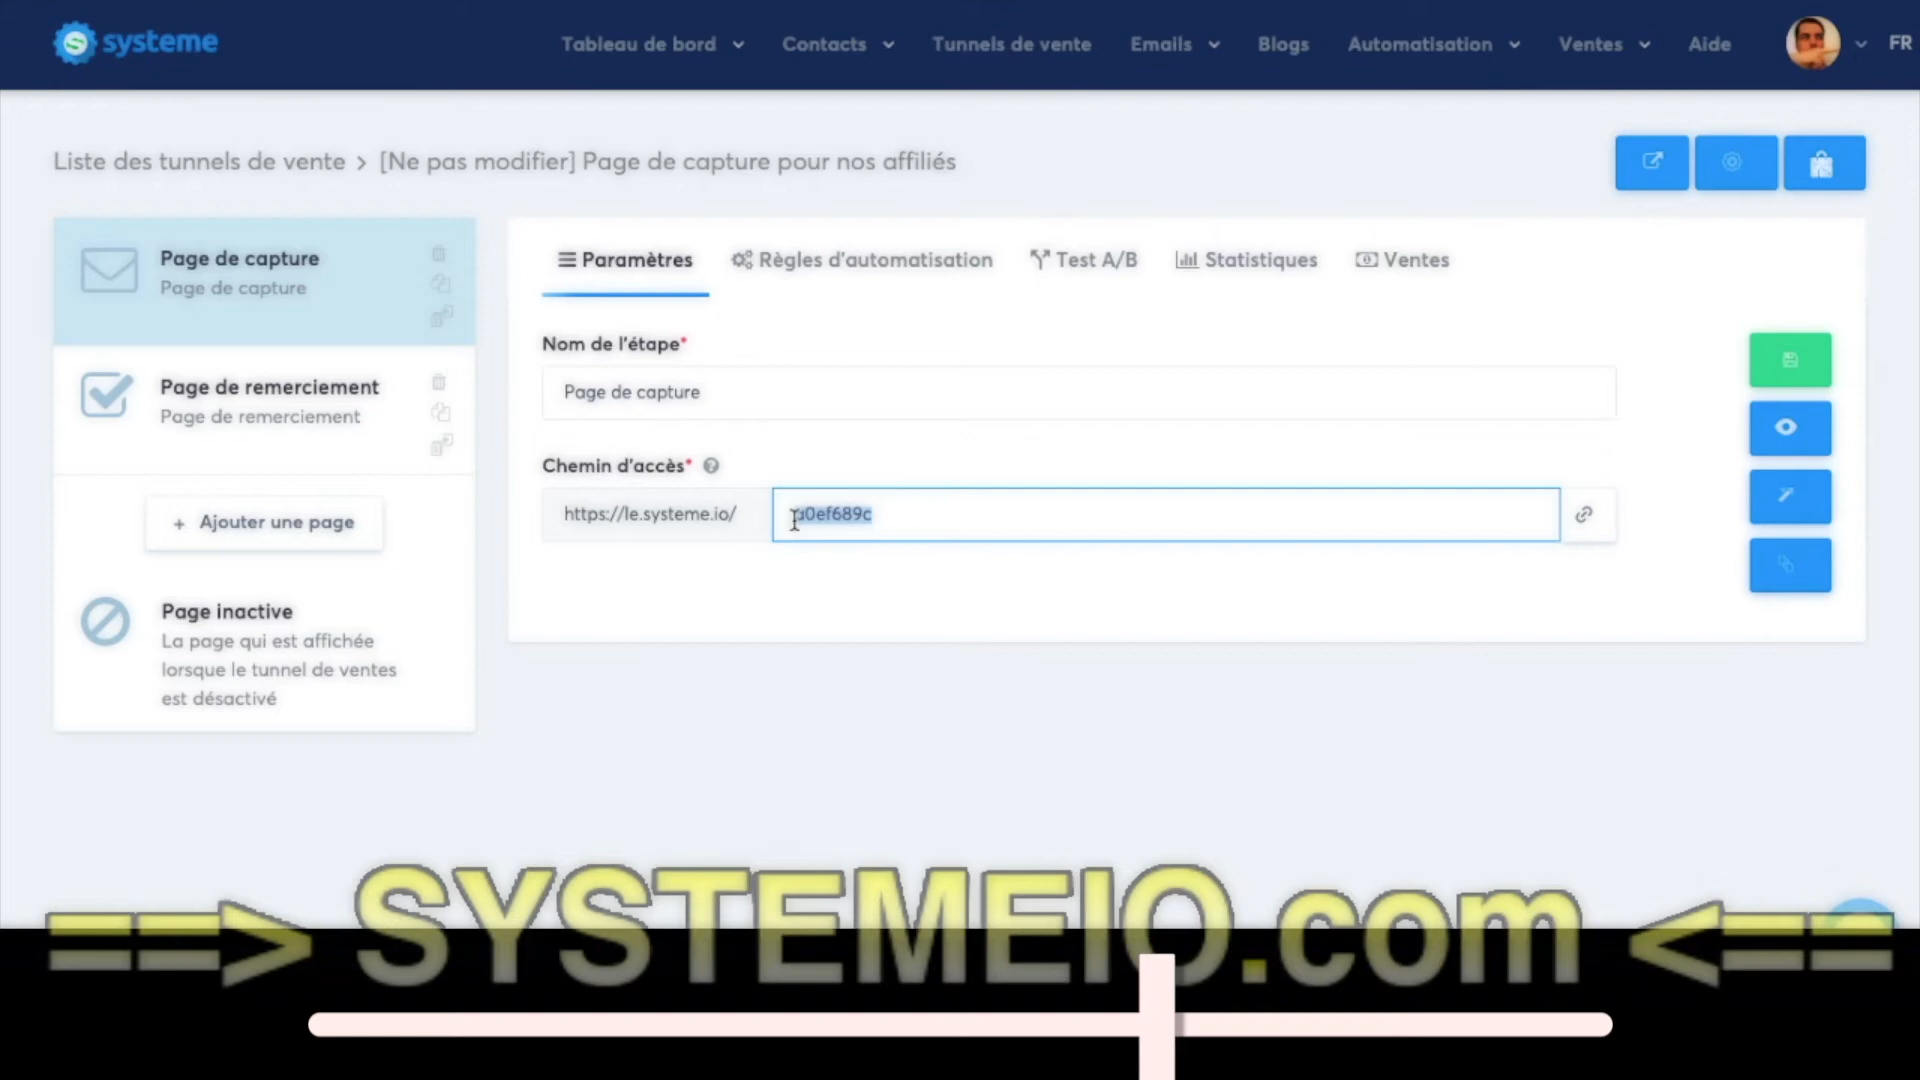 systeme
Tableau de bord Contacts Tunnels de vente Emails Blogs Automatisation Ventes Aide FR
Liste des tunnels de vente > [Ne pas modifier] Page de capture pour nos affiliés
Page de capture
Page de capture
Page de remerciement
Page de remerciement
+ Ajouter une page
Page inactive
La page qui est affichée
lorsque le tunnel de ventes
est désactivé
Paramètres Règles d'automatisation Test A/B Statistiques Ventes
Nom de l'étape*
Page de capture
Chemin d'accès* ?
https://le.systeme.io/ a0ef689c
==> SYSTEMEIO.com <==